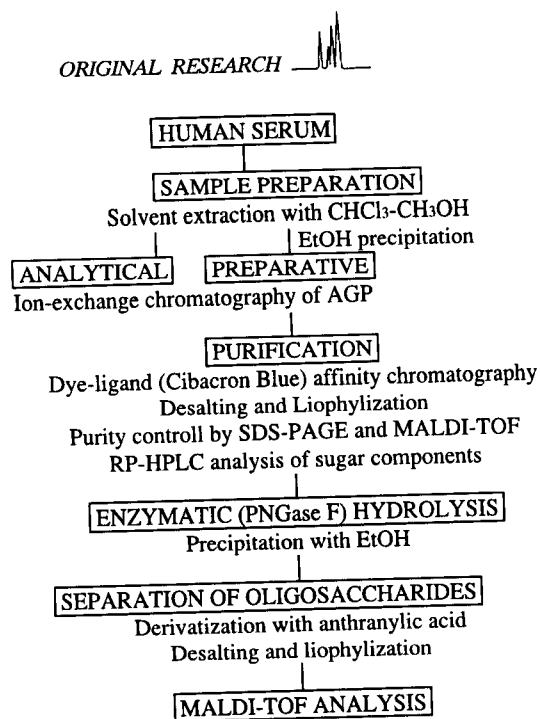 ORIGINAL RESEARCH
HUMAN SERUM
SAMPLE PREPARATION
Solvent extraction with CHCl3-CH3OH
EtOH precipitation
ANALYTICAL PREPARATIVE
Ion-exchange chromatography of AGP
PURIFICATION
Dye-ligand (Cibacron Blue) affinity chromatography
Desalting and Liophylization
Purity controll by SDS-PAGE and MALDI-TOF
RP-HPLC analysis of sugar components
ENZYMATIC (PNGase F) HYDROLYSIS
Precipitation with EtOH
SEPARATION OF OLIGOSACCHARIDES
Derivatization with anthranylic acid
Desalting and liophylization
MALDI-TOF ANALYSIS